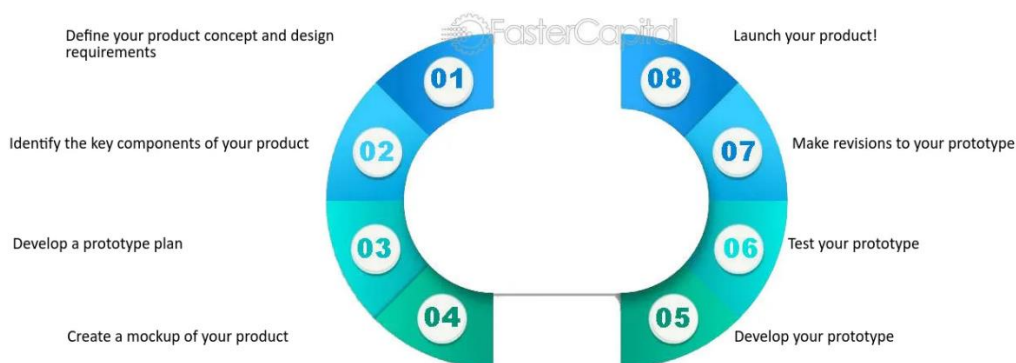 FasterCapital
Define your product concept and design
requirements
01
Identify the key components of your product
02
Develop a prototype plan
03
Create a mockup of your product
04
05
Develop your prototype
06
Test your prototype
07
Make revisions to your prototype
08
Launch your product!